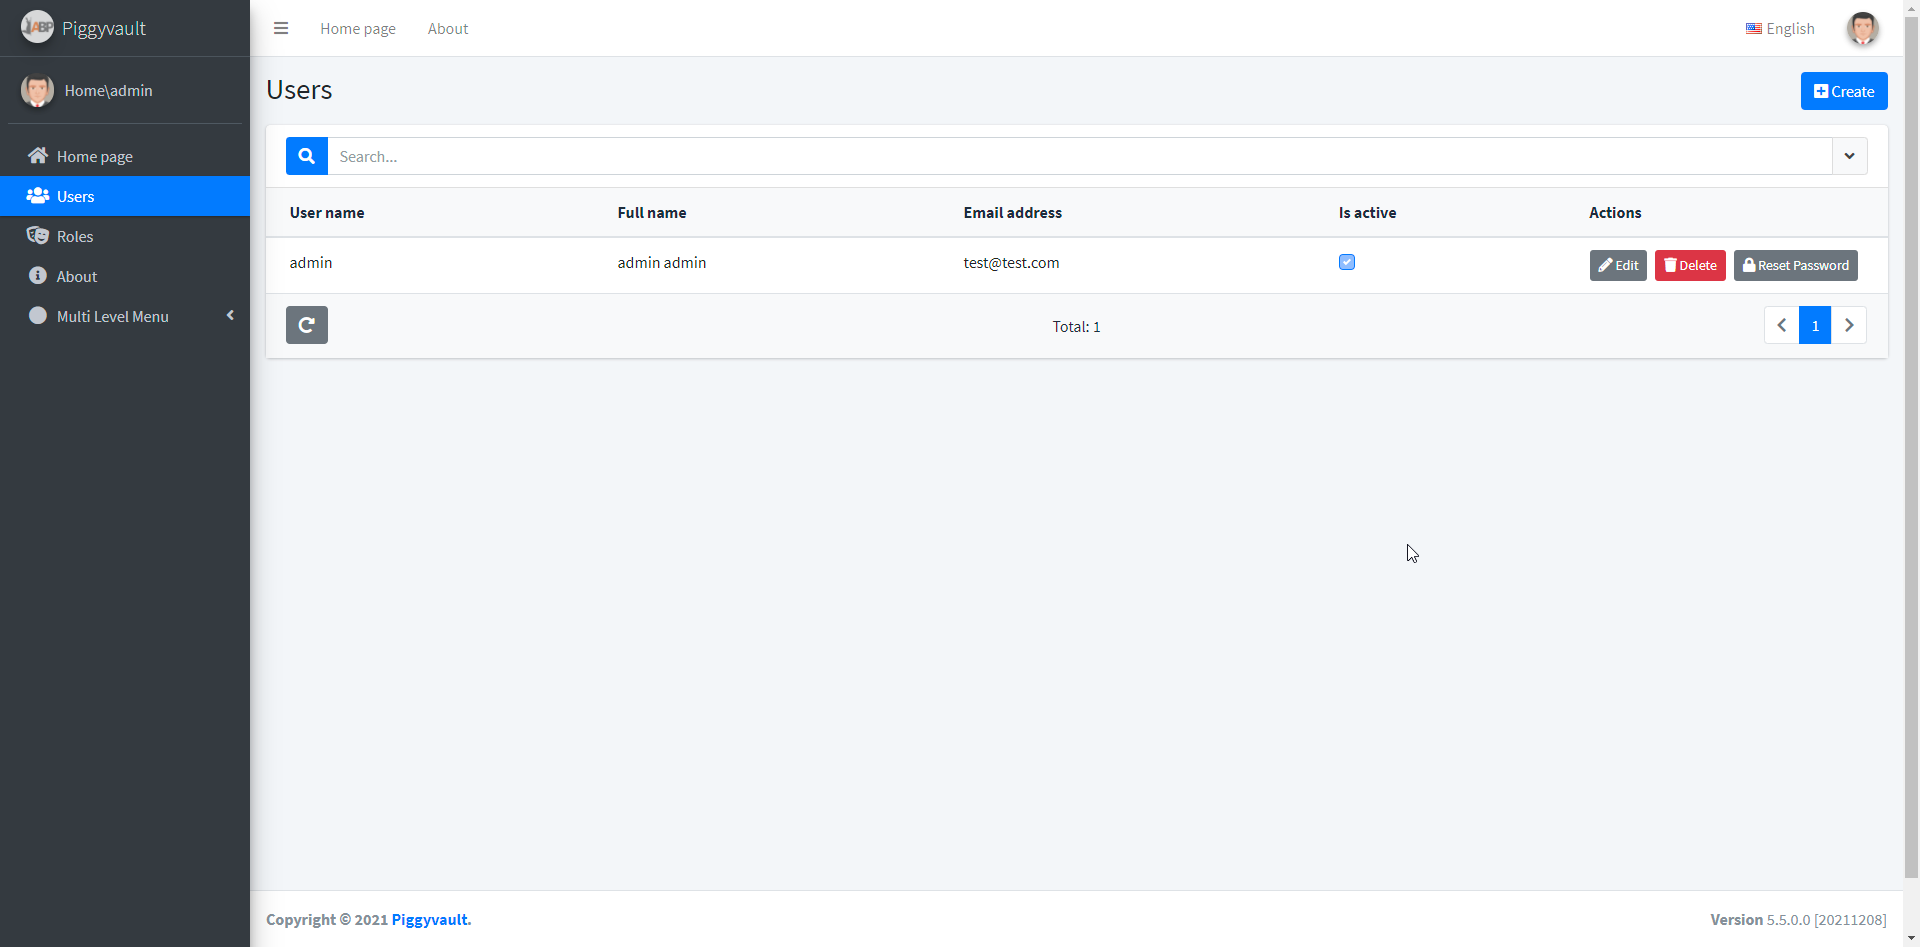 Piggyvault
Home page
About
English
Home\admin
Home page
Users
Roles
About
Multi Level Menu
Users
Create
Search...
User name Full name Email address Is active Actions
admin admin admin test@test.com Edit Delete Reset Password
Total: 1
1
Copyright © 2021 Piggyvault.
Version 5.5.0.0 [20211208]